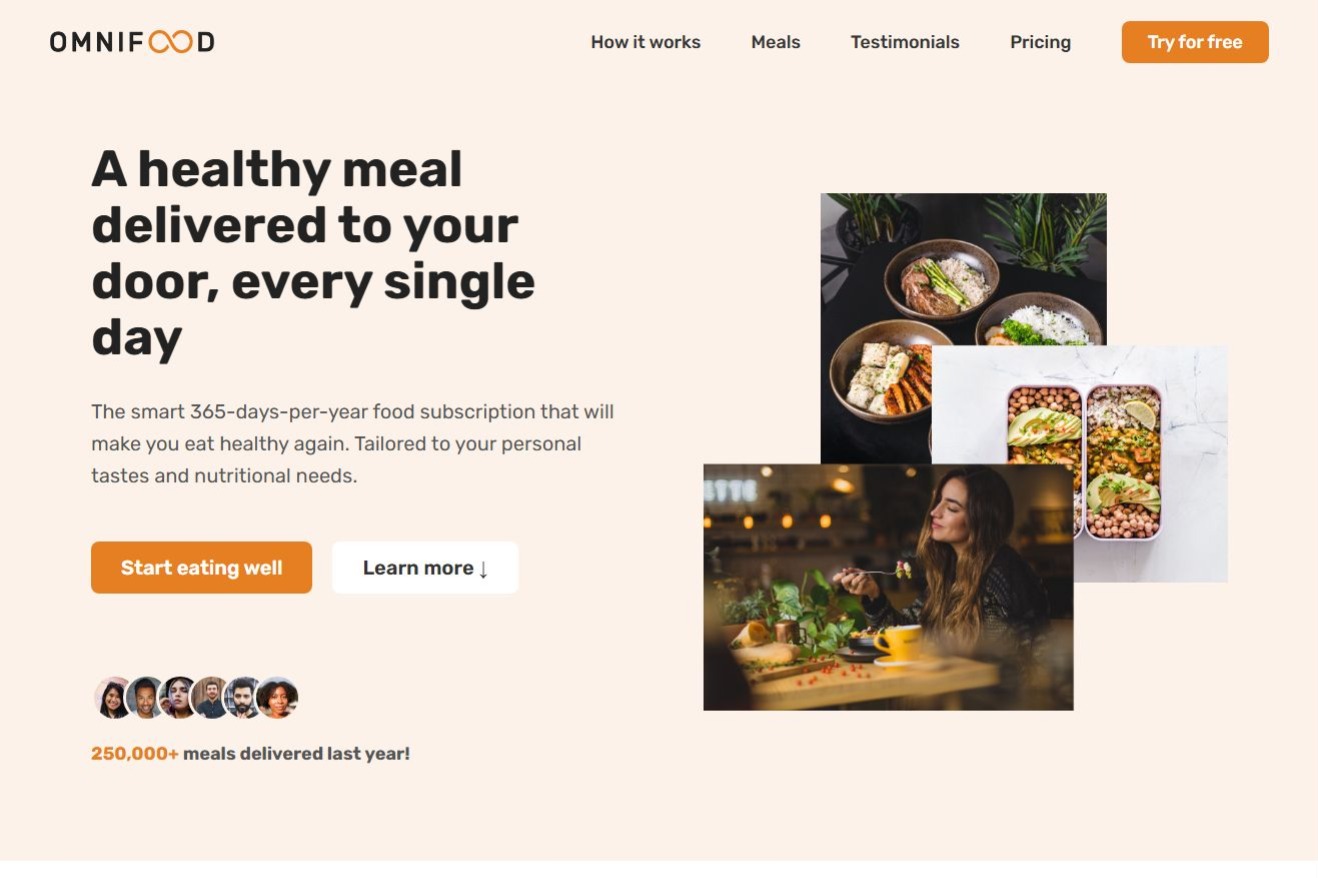 OMNIFOOD
How it works Meals Testimonials Pricing Try for free
A healthy meal
delivered to your
door, every single
day
The smart 365-days-per-year food subscription that will
make you eat healthy again. Tailored to your personal
tastes and nutritional needs.
Start eating well Learn more ↓
250,000+ meals delivered last year!